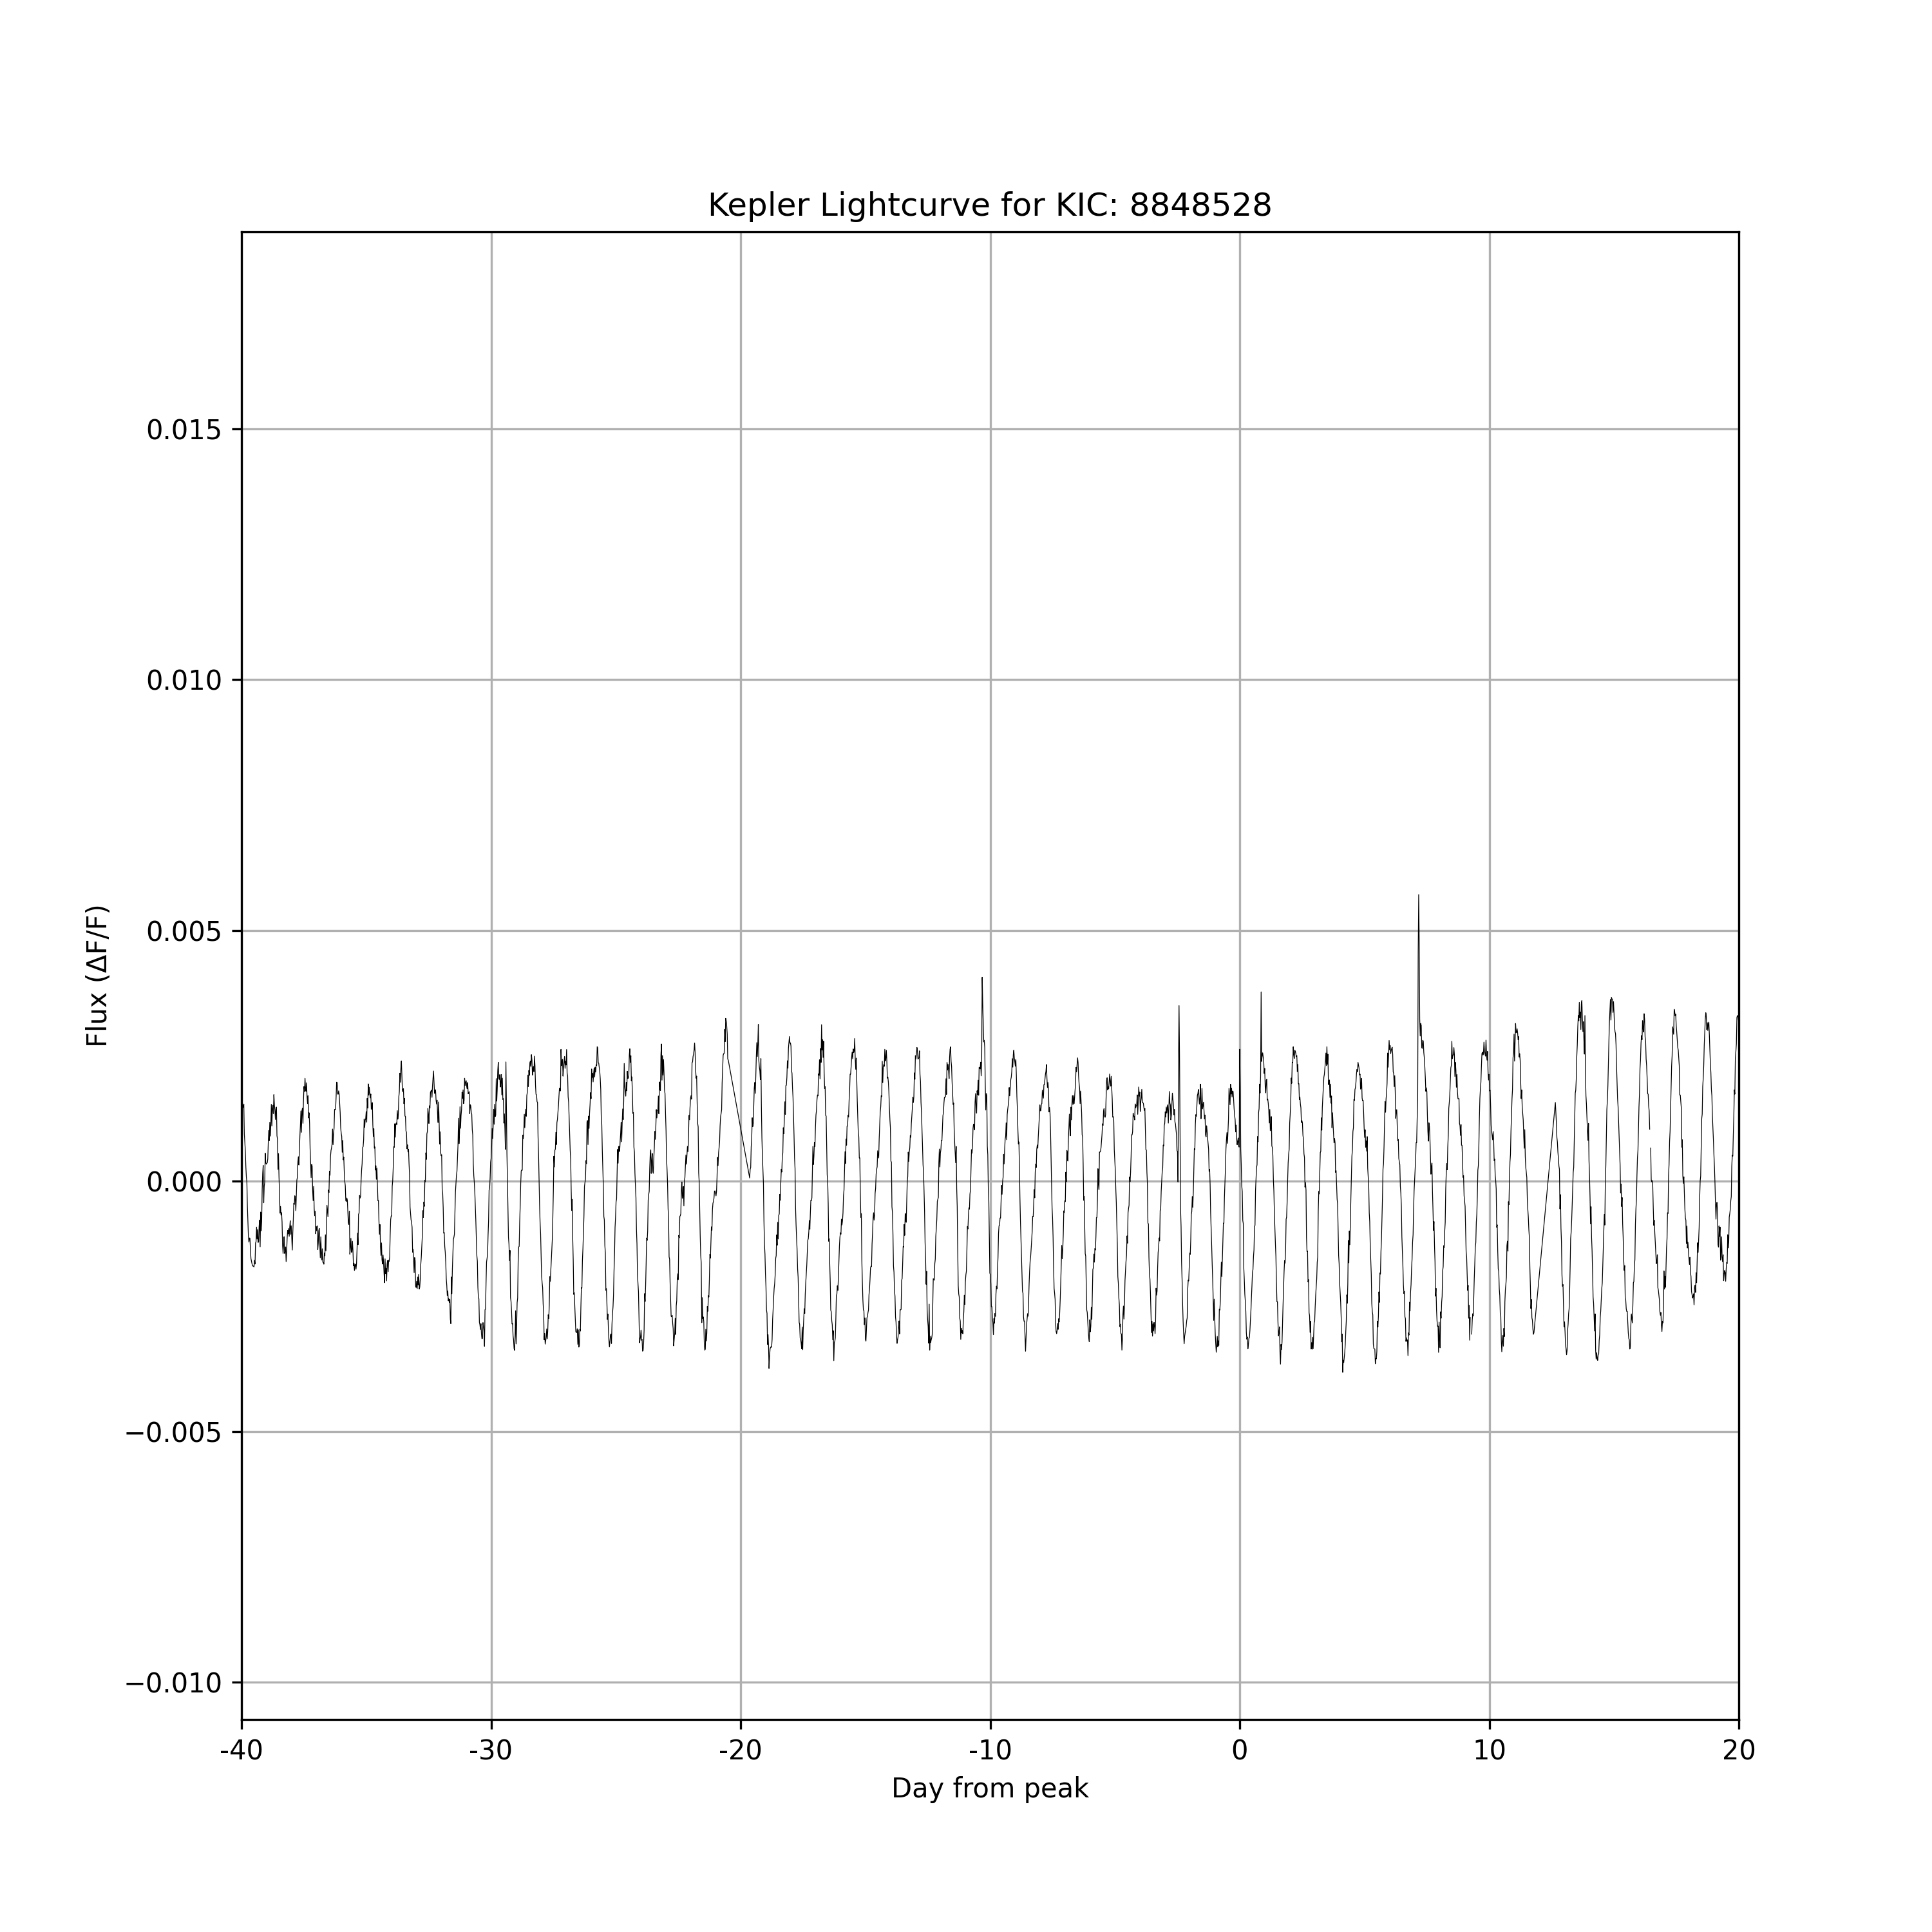 Kepler Lightcurve for KIC: 8848528
Flux (ΔF/F)
0.015
0.010
0.005
0.000
−0.005
−0.010
-40 -30 -20 -10 0 10 20
Day from peak